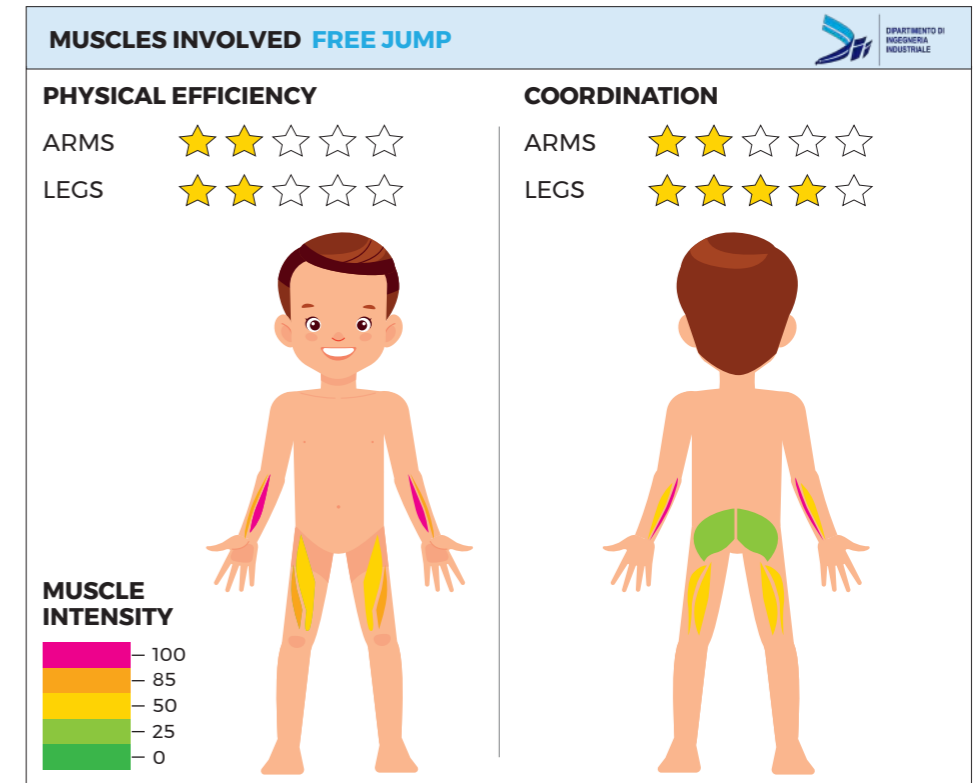 MUSCLES INVOLVED FREE JUMP
DIPARTIMENTO DI
INGEGNERIA
INDUSTRIALE
PHYSICAL EFFICIENCY
ARMS
LEGS
COORDINATION
ARMS
LEGS
MUSCLE
INTENSITY
100
85
50
25
0